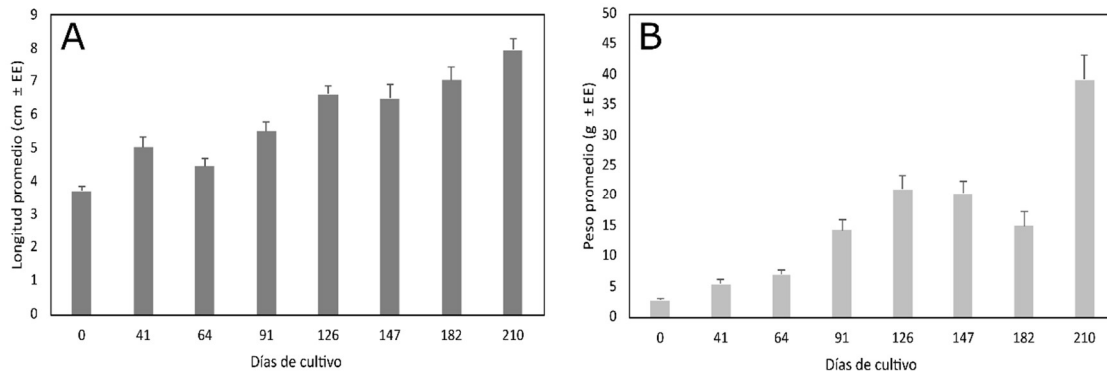 A
Longitud promedio (cm ± EE)
9
8
7
6
5
4
3
2
1
0
0 41 64 91 126 147 182 210
Días de cultivo
B
Peso promedio (g ± EE)
50
45
40
35
30
25
20
15
10
5
0
0 41 64 91 126 147 182 210
Días de cultivo